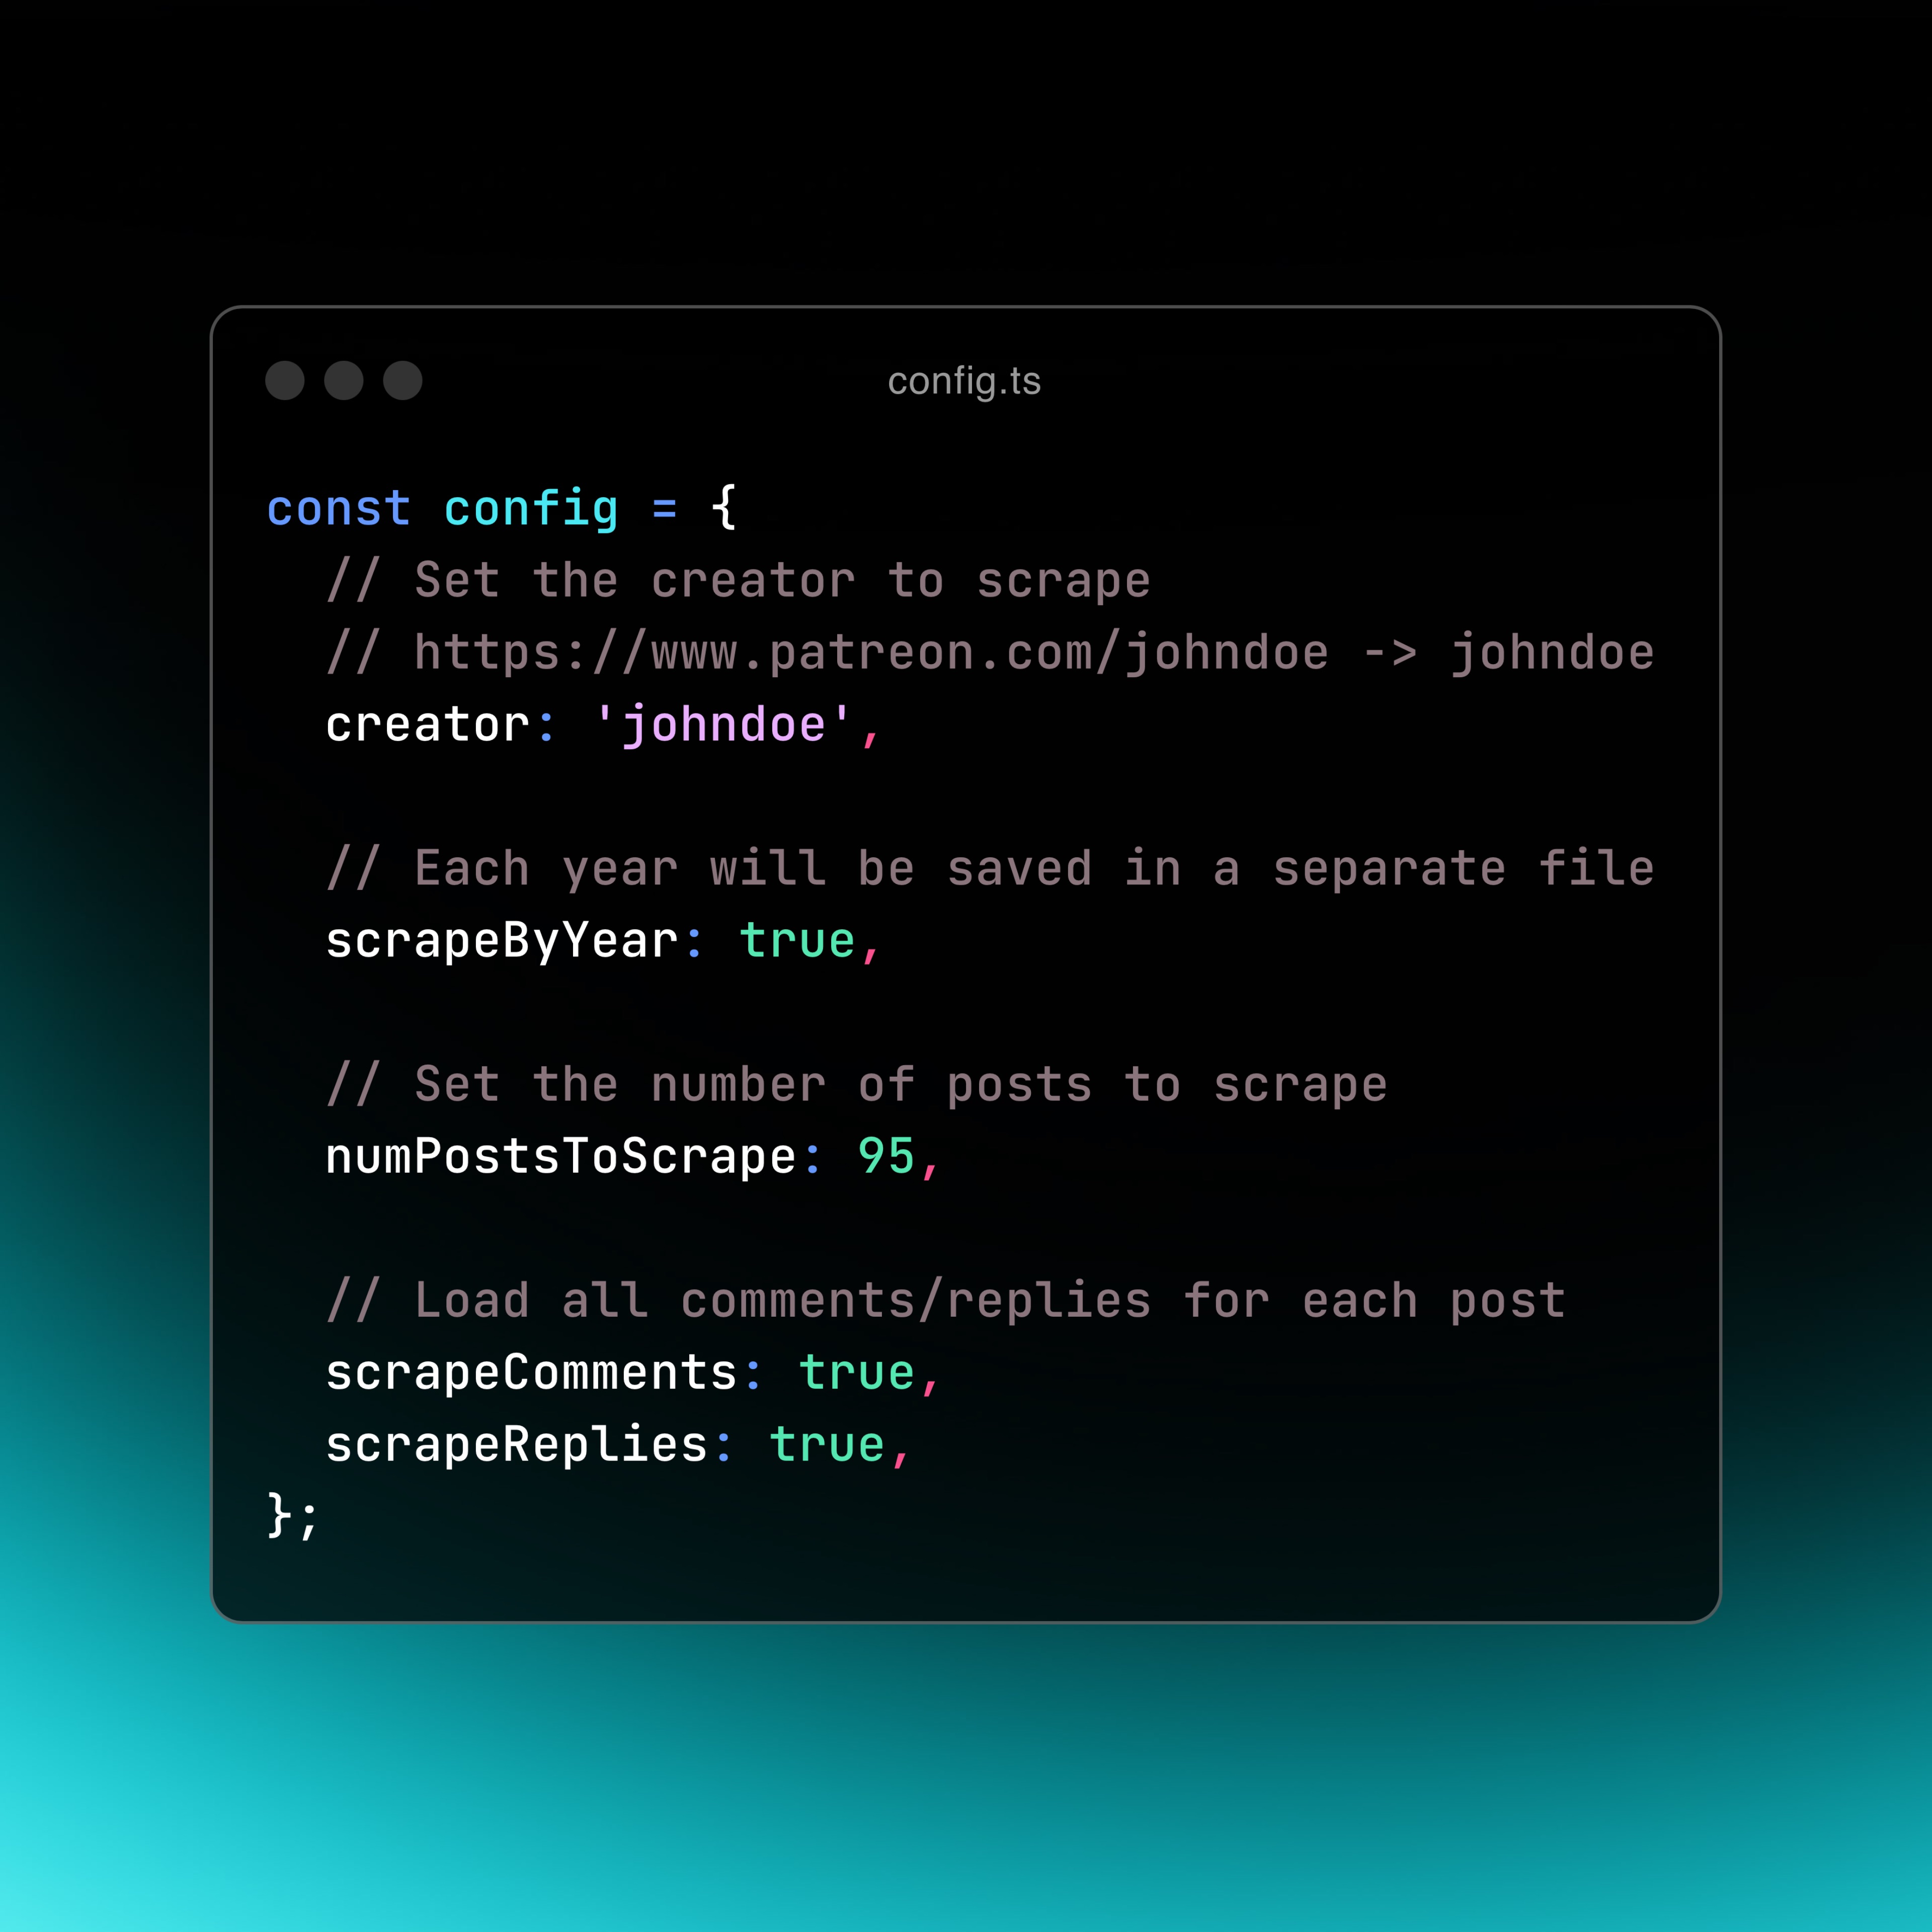 config.ts
const config = {
  // Set the creator to scrape
  // https://www.patreon.com/johndoe -> johndoe
  creator: 'johndoe',
  // Each year will be saved in a separate file
  scrapeByYear: true,
  // Set the number of posts to scrape
  numPostsToScrape: 95,
  // Load all comments/replies for each post
  scrapeComments: true,
  scrapeReplies: true,
};